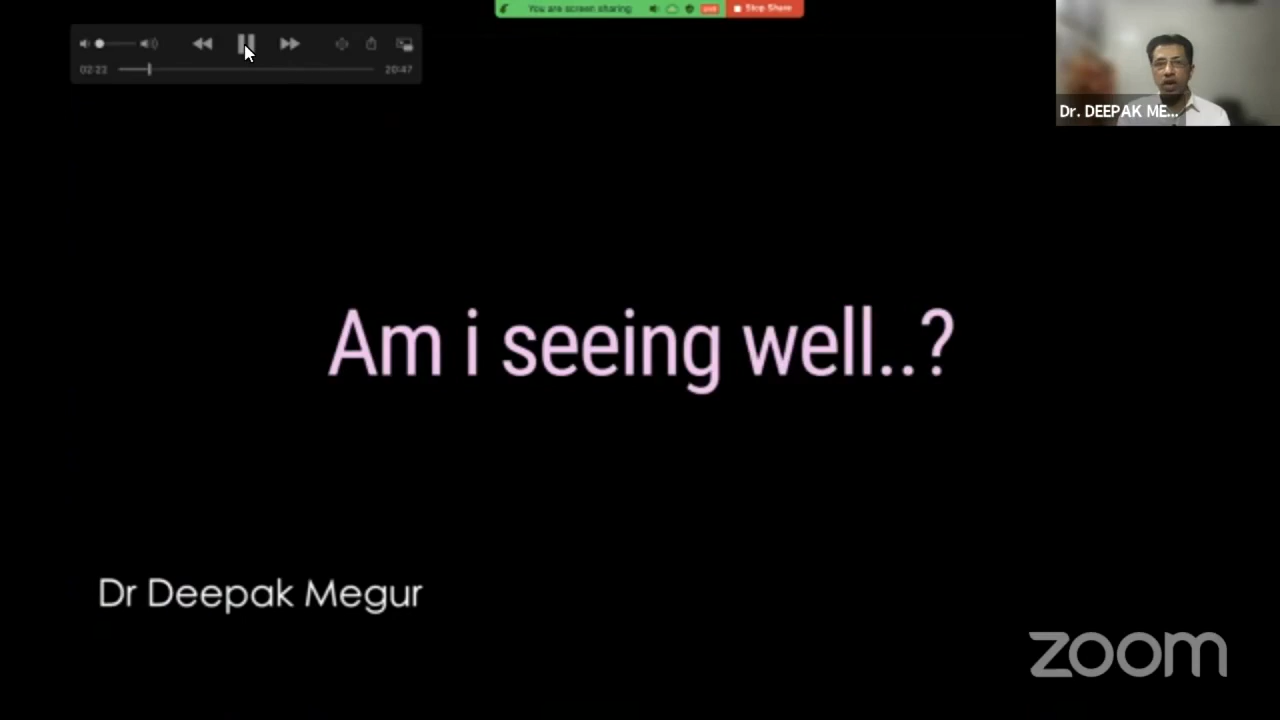 You are screen sharing
LIVE
Stop Share
02:23
20:47
Dr. DEEPAK ME...
Am i seeing well..?
Dr Deepak Megur
zoom